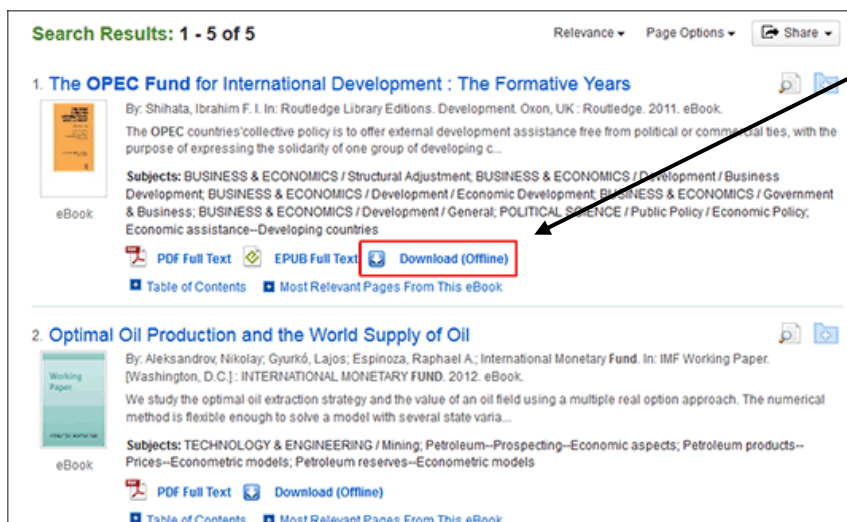 Search Results: 1 - 5 of 5
Relevance Page Options Share
1. The OPEC Fund for International Development : The Formative Years
By: Shihata, Ibrahim F. I. In: Routledge Library Editions. Development. Oxon, UK : Routledge. 2011. eBook.
The OPEC countries'collective policy is to offer external development assistance free from political or commercial ties, with the
purpose of expressing the solidarity of one group of developing c...
Subjects: BUSINESS & ECONOMICS / Structural Adjustment; BUSINESS & ECONOMICS / Development / Business
Development; BUSINESS & ECONOMICS / Development / Economic Development; BUSINESS & ECONOMICS / Government
& Business; BUSINESS & ECONOMICS / Development / General; POLITICAL SCIENCE / Public Policy / Economic Policy;
Economic assistance--Developing countries
eBook
PDF Full Text EPUB Full Text Download (Offline)
Table of Contents Most Relevant Pages From This eBook
2. Optimal Oil Production and the World Supply of Oil
By: Aleksandrov, Nikolay; Gyurkó, Lajos; Espinoza, Raphael A.; International Monetary Fund. In: IMF Working Paper.
[Washington, D.C.] : INTERNATIONAL MONETARY FUND. 2012. eBook.
We study the optimal oil extraction strategy and the value of an oil field using a multiple real option approach. The numerical
method is flexible enough to solve a model with several state varia...
Working
Paper
Subjects: TECHNOLOGY & ENGINEERING / Mining; Petroleum--Prospecting--Economic aspects; Petroleum products--
Prices--Econometric models; Petroleum reserves--Econometric models
eBook
PDF Full Text Download (Offline)
Table of Contents Most Relevant Pages From This eBook